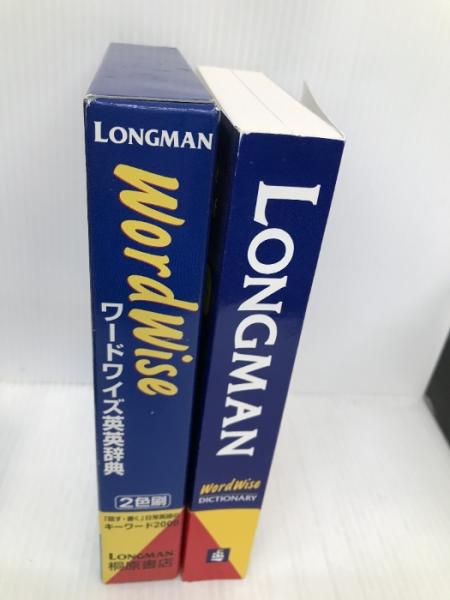 LONGMAN
WordWise
ワードワイズ英英辞典
2色刷
「話す・書く」日常英語の
キーワード2000
LONGMAN
桐原書店
LONGMAN
WordWise
DICTIONARY